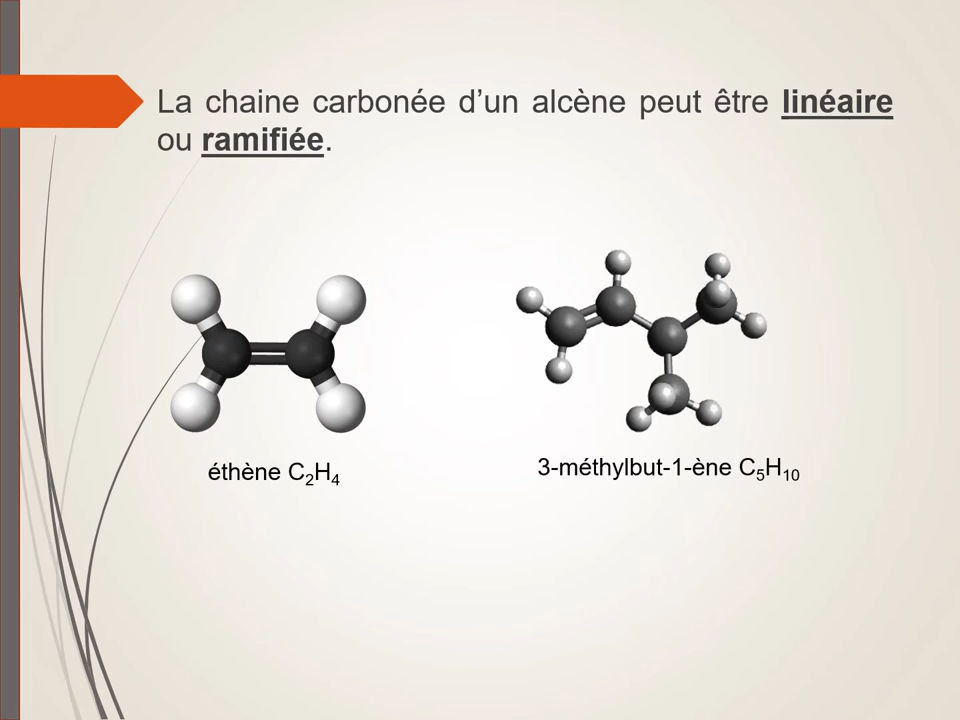 La chaine carbonée d’un alcène peut être linéaire
ou ramifiée.
éthène C₂H₄
3-méthylbut-1-ène C₅H₁₀